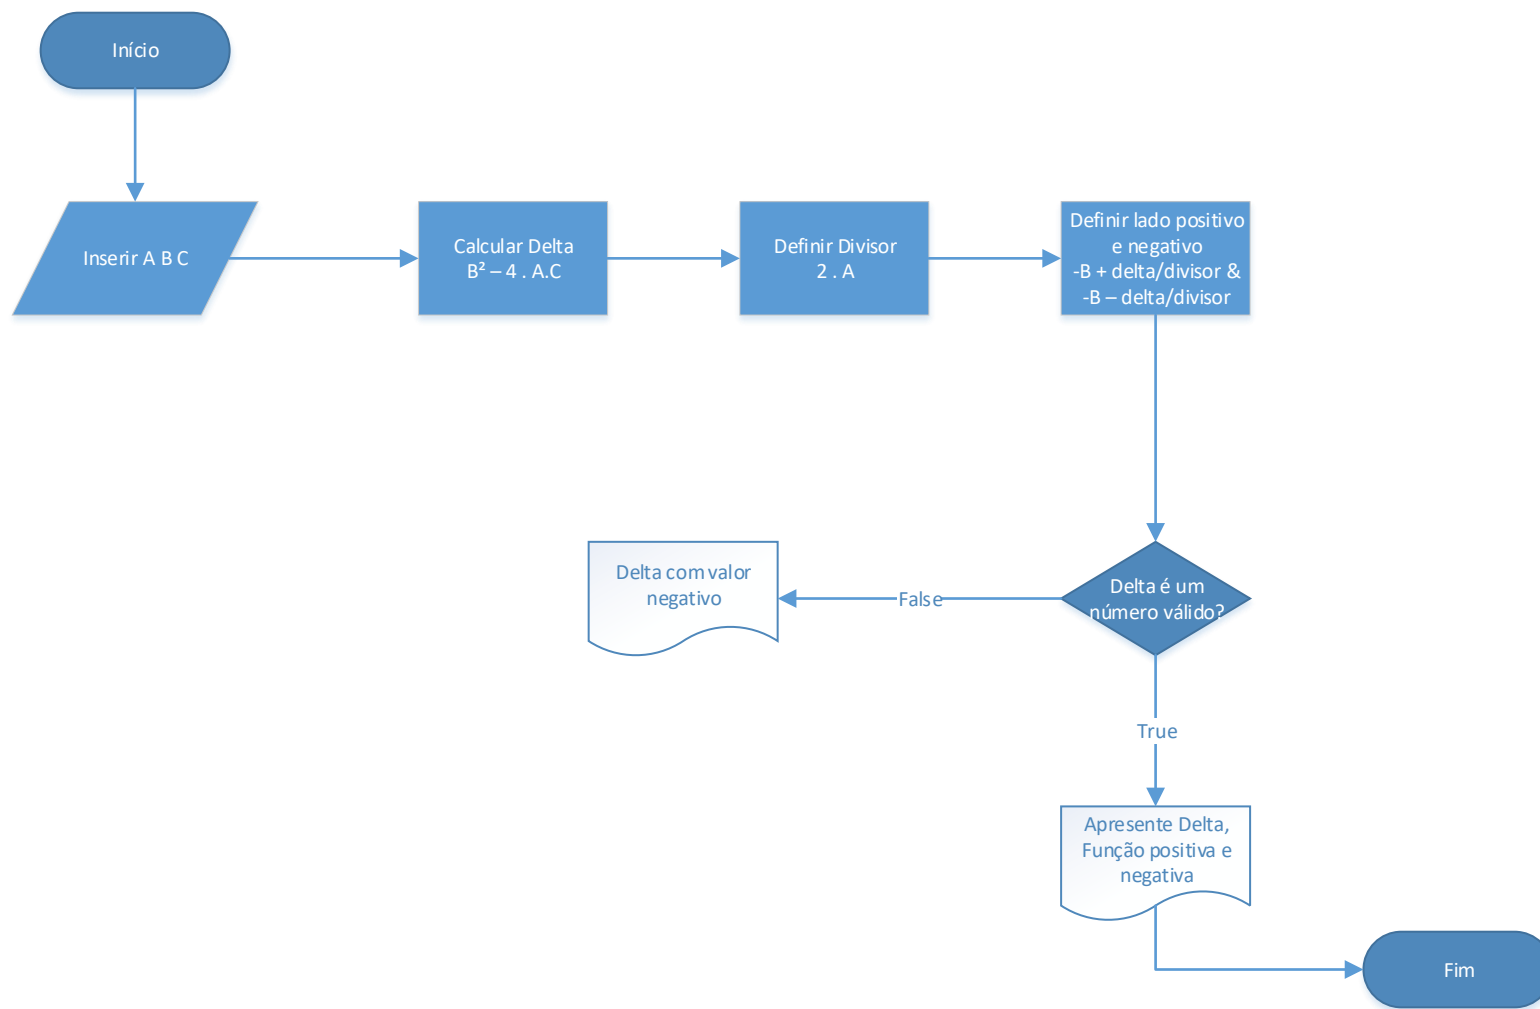 Início
Inserir A B C
Calcular Delta
B² – 4 . A.C
Definir Divisor
2 . A
Definir lado positivo
e negativo
-B + delta/divisor &
-B – delta/divisor
Delta é um
número válido?
False
Delta com valor
negativo
True
Apresente Delta,
Função positiva e
negativa
Fim